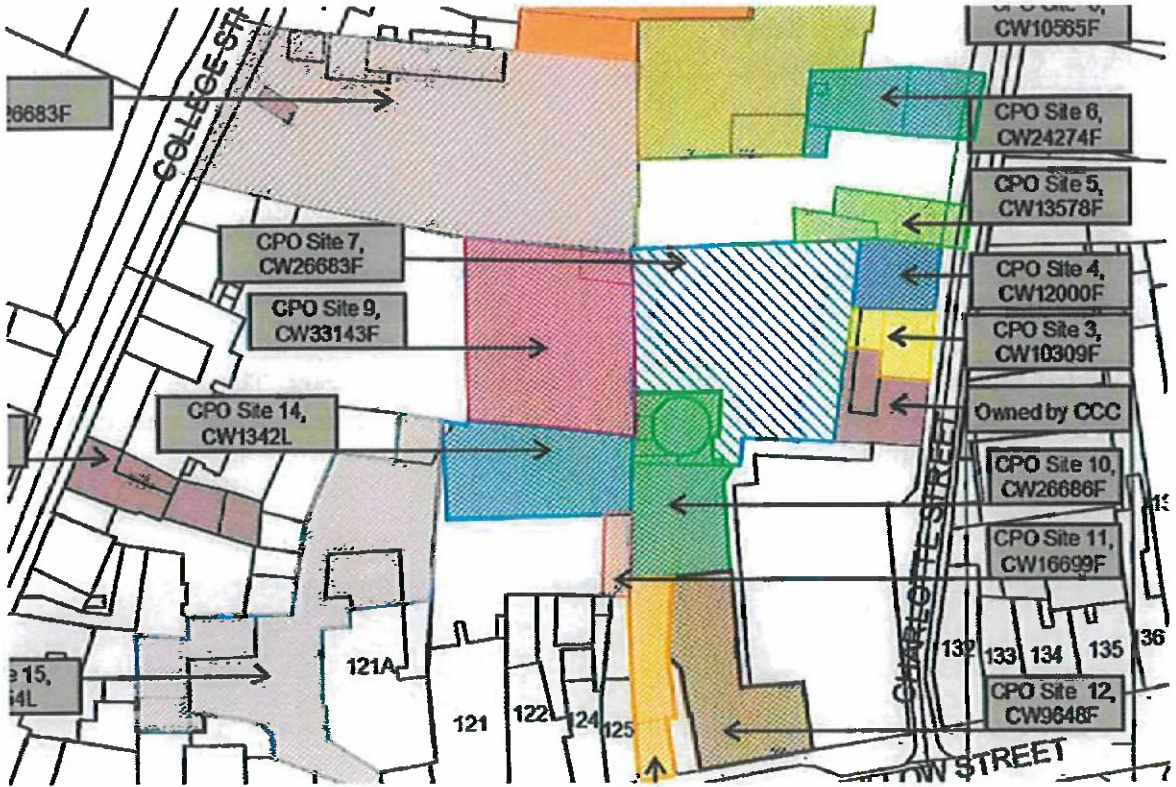 COLLEGE ST
CW10565F
26683F
CPO Site 6,
CW24274F
CPO Site 5,
CW13578F
CPO Site 7,
CW26683F
CPO Site 4,
CW12000F
CPO Site 9,
CW33143F
CPO Site 3,
CW10309F
CPO Site 14,
CW1342L
Owned by CCC
CPO Site 10,
CW26686F
CPO Site 11,
CW16699F
CHARLOTTE STREET
121A
132
133
134
135
36
e 15,
54L
121
122
124
125
CPO Site 12,
CW9648F
LOW STREET